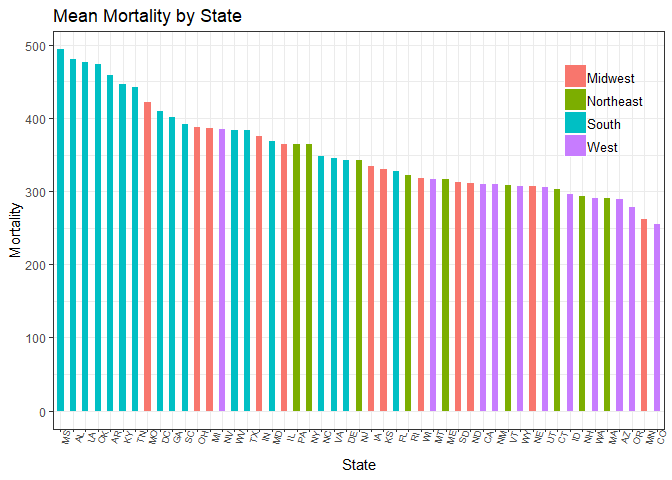 Mean Mortality by State
500
400
300
200
100
0
Mortality
Midwest
Northeast
South
West
MS AL LA OK AR KY TN MO DC GA SC OH MI NV WV TX IN MD IL PA NY NC VA DE NJ IA KS FL RI WI MT ME SD ND CA NM VT WY NE UT CT ID NH WA MA AZ OR MN CO
State